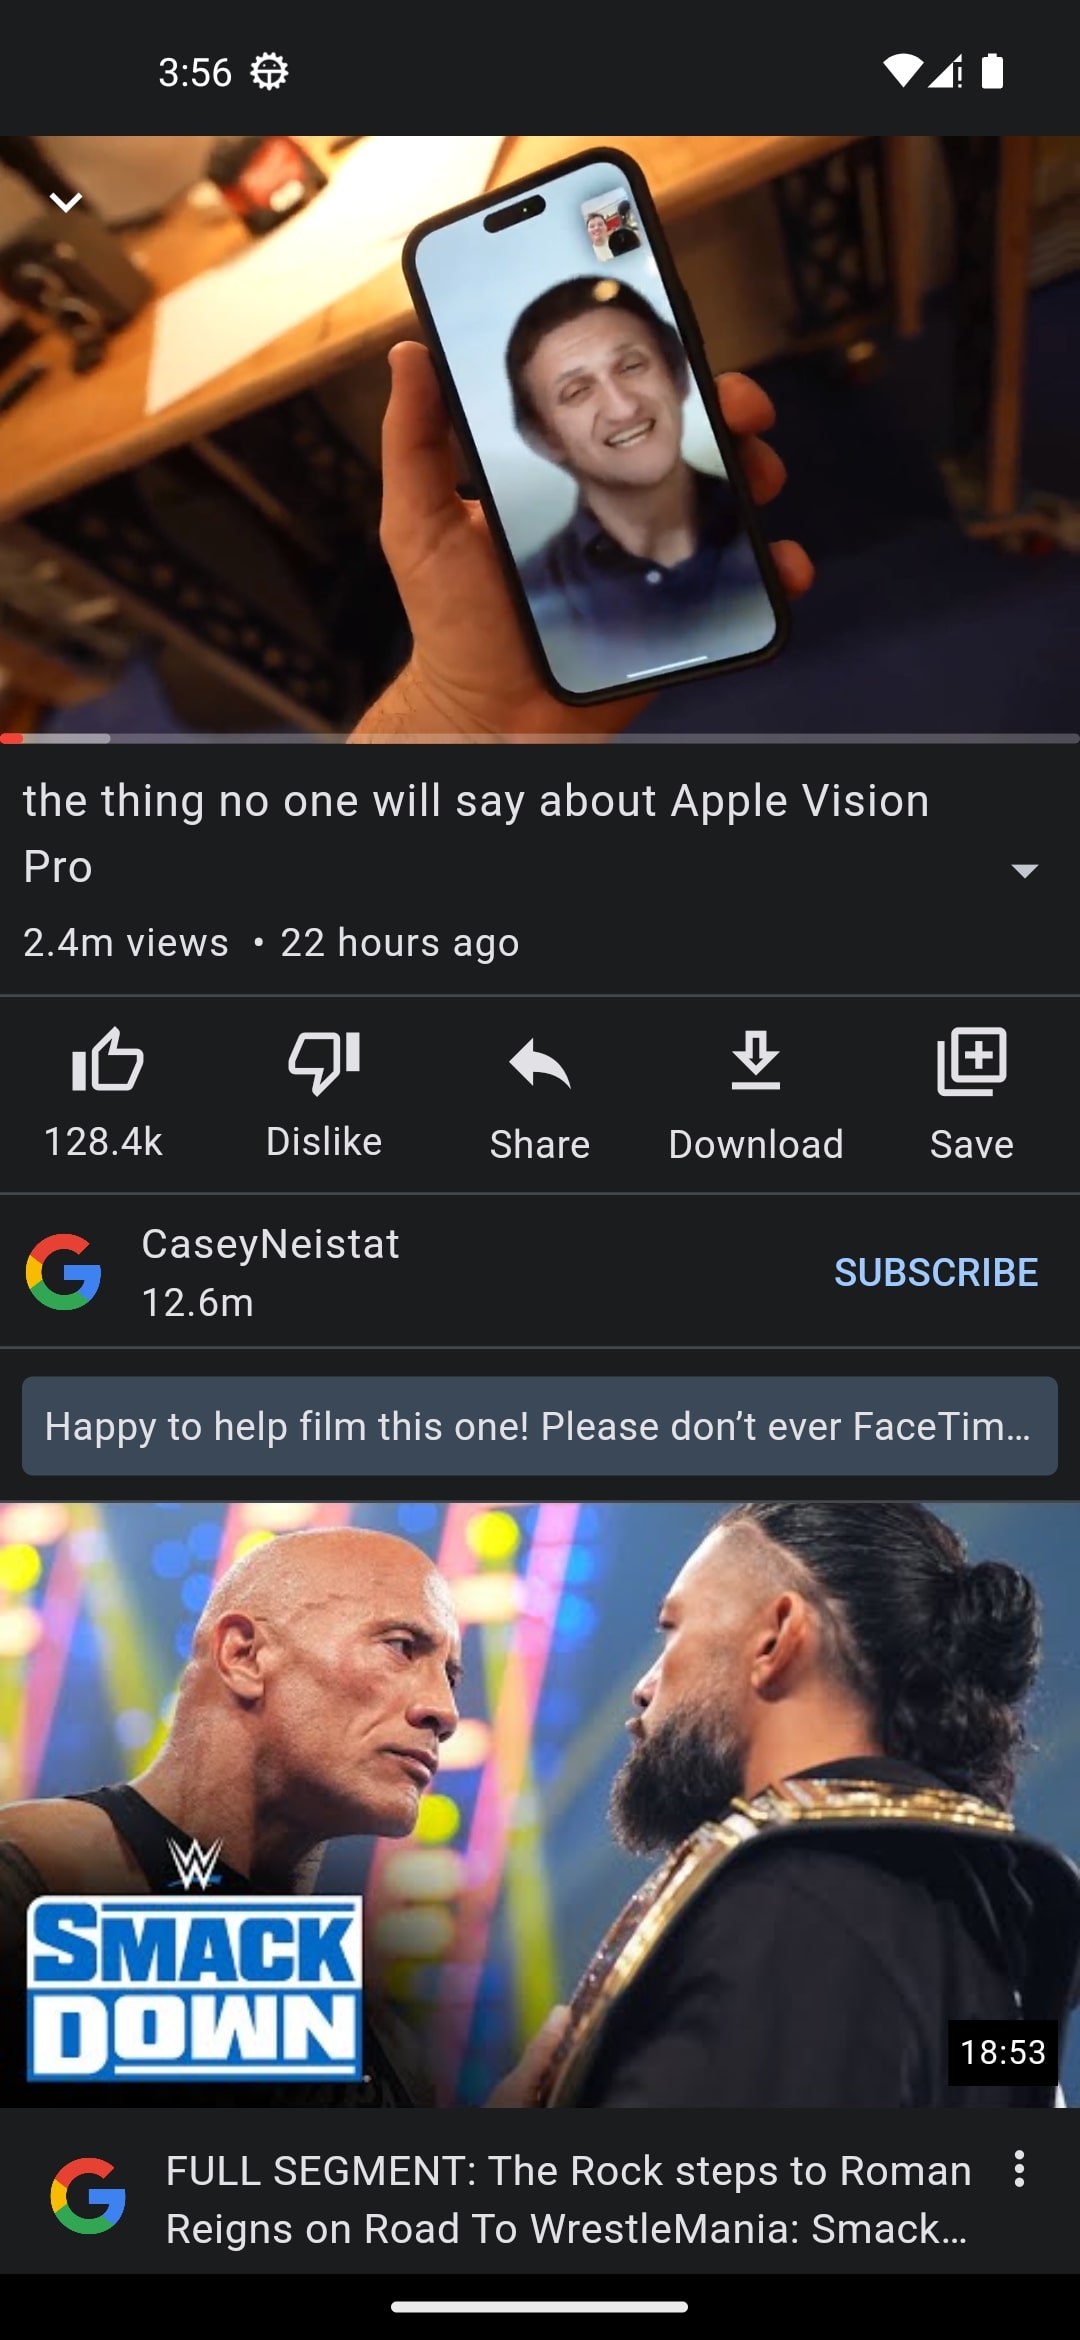 3:56
the thing no one will say about Apple Vision
Pro
2.4m views • 22 hours ago
128.4k
Dislike
Share
Download
Save
CaseyNeistat
12.6m
SUBSCRIBE
Happy to help film this one! Please don’t ever FaceTim…
W
SMACK
DOWN
18:53
FULL SEGMENT: The Rock steps to Roman
Reigns on Road To WrestleMania: Smack…